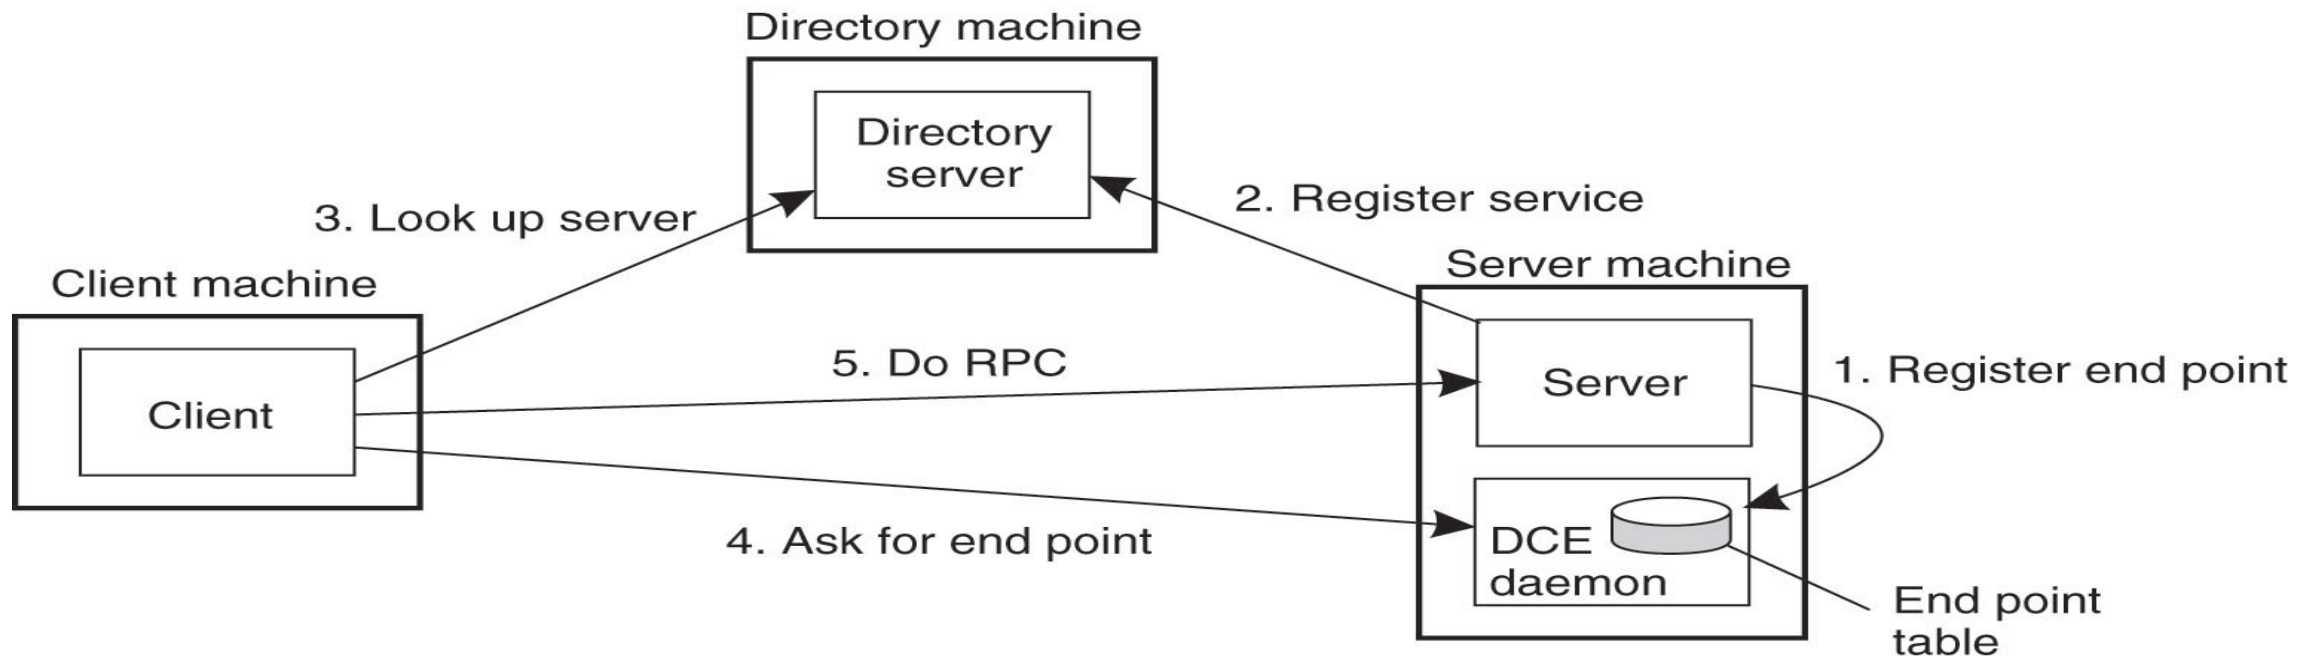 Directory machine
Directory
server
2. Register service
3. Look up server
Server machine
Client machine
5. Do RPC
1. Register end point
Server
Client
4. Ask for end point
DCE
daemon
End point
table